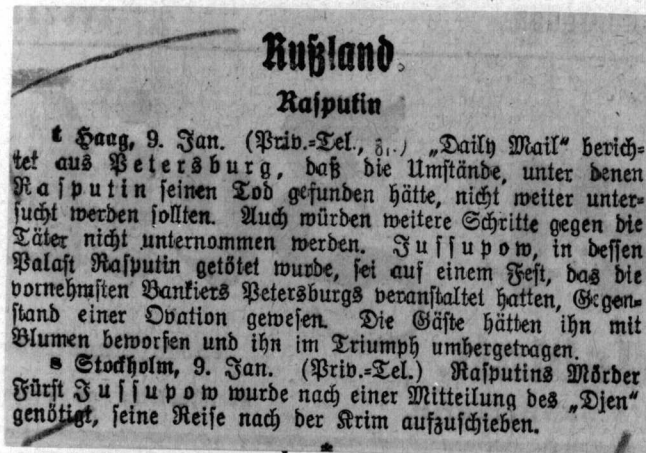 Rußland
Rasputin
t Haag, 9. Jan. (Priv.-Tel., zf.) „Daily Mail“ berich-
tet aus Petersburg, daß die Umstände, unter denen
Rasputin seinen Tod gefunden hätte, nicht weiter unter-
sucht werden sollten. Auch würden weitere Schritte gegen die
Täter nicht unternommen werden. Jussupow, in dessen
Palast Rasputin getötet wurde, sei auf einem Fest, das die
vornehmsten Bankiers Petersburgs veranstaltet hatten, Gegen-
stand einer Ovation gewesen. Die Gäste hätten ihn mit
Blumen beworfen und ihn im Triumph umhergetragen.
s Stockholm, 9. Jan. (Priv.-Tel.) Rasputins Mörder
Fürst Jussupow wurde nach einer Mitteilung des „Djen“
genötigt, seine Reise nach der Krim aufzuschieben.